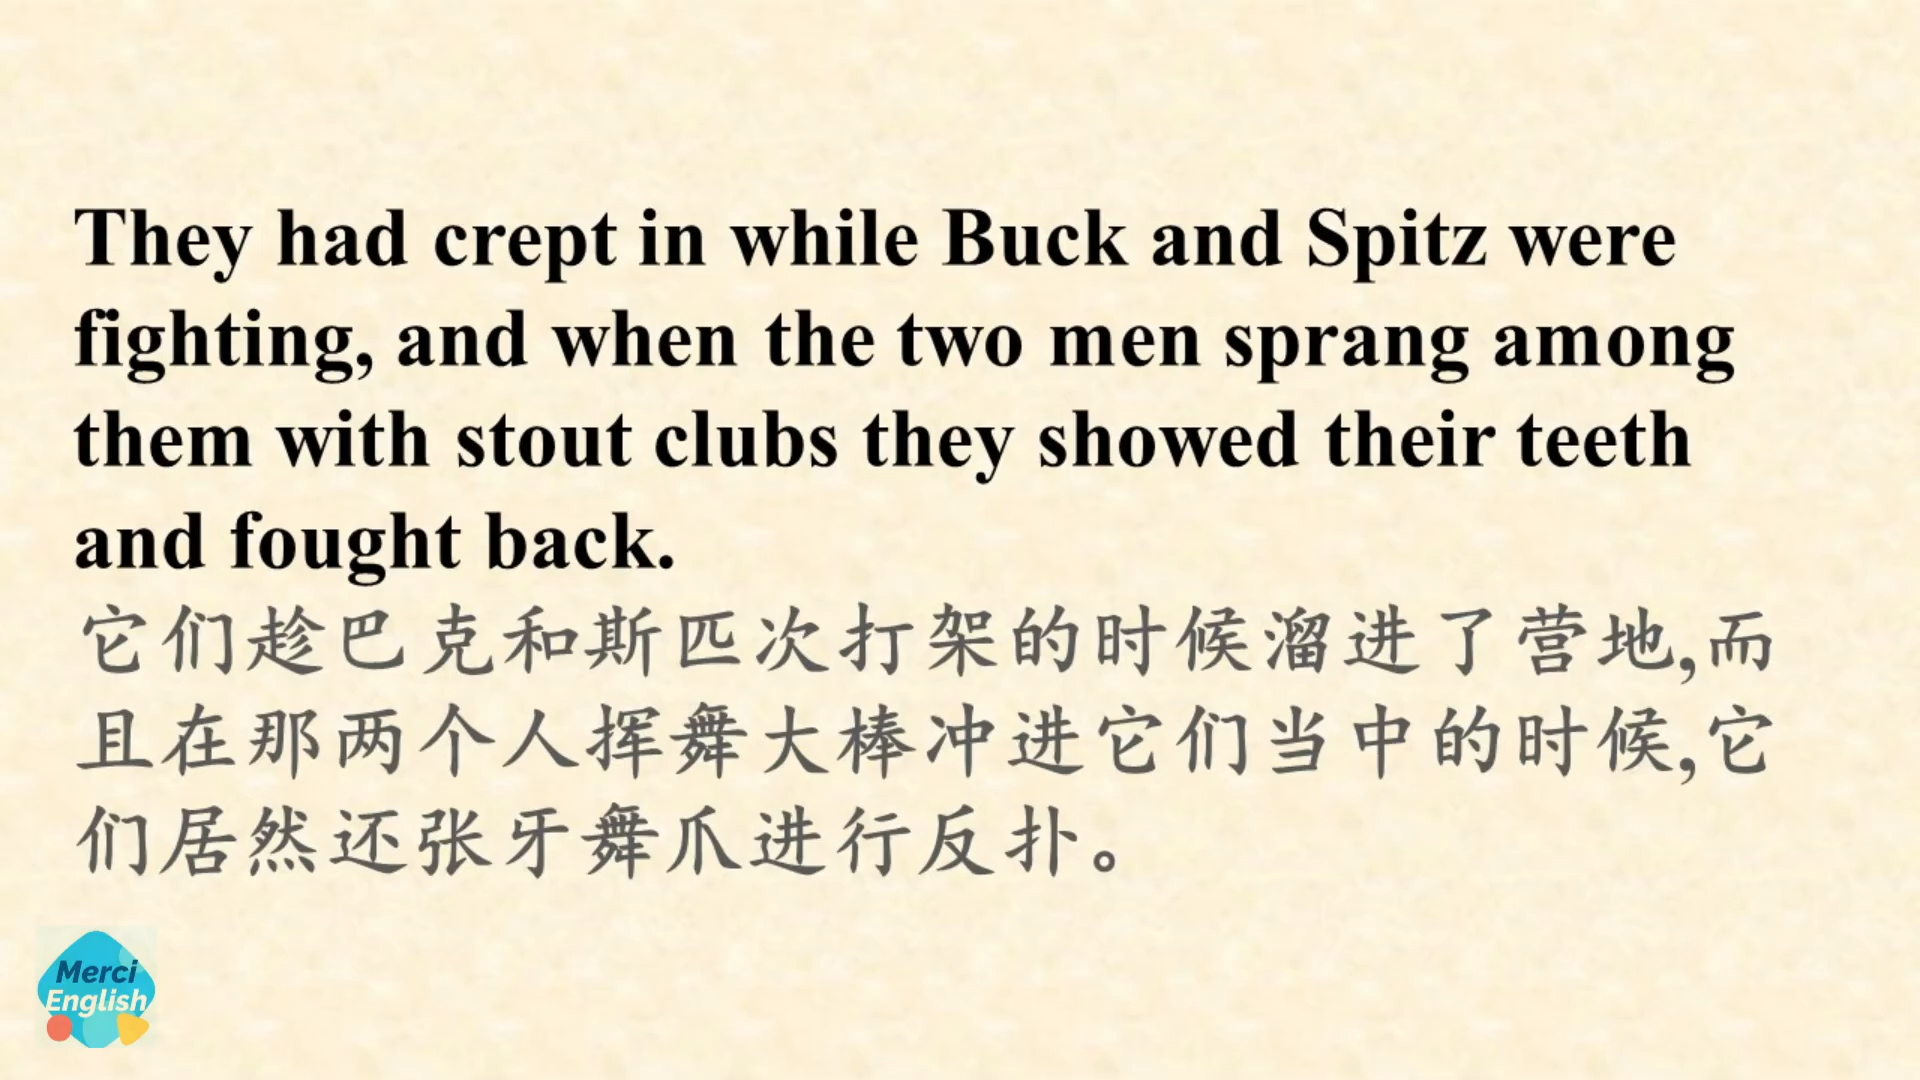 They had crept in while Buck and Spitz were
fighting, and when the two men sprang among
them with stout clubs they showed their teeth
and fought back.
它们趁巴克和斯匹次打架的时候溜进了营地,而
且在那两个人挥舞大棒冲进它们当中的时候,它
们居然还张牙舞爪进行反扑。
Merci
English